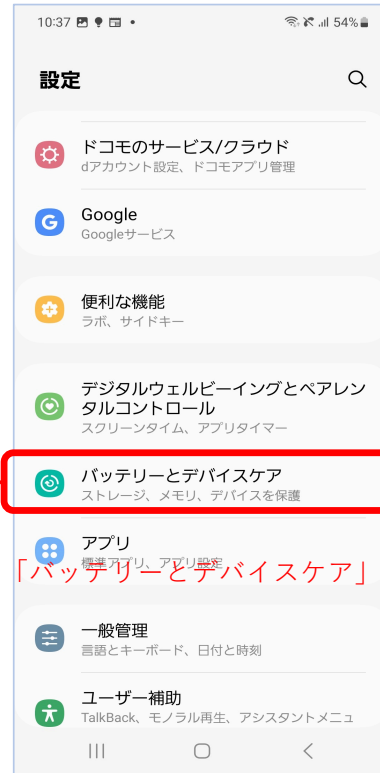 10:37 54%
設定
ドコモのサービス/クラウド
dアカウント設定、ドコモアプリ管理
Google
Googleサービス
便利な機能
ラボ、サイドキー
デジタルウェルビーイングとペアレン
タルコントロール
スクリーンタイム、アプリタイマー
バッテリーとデバイスケア
ストレージ、メモリ、デバイスを保護
アプリ
標準アプリ、アプリ設定
「バッテリーとデバイスケア」
一般管理
言語とキーボード、日付と時刻
ユーザー補助
TalkBack、モノラル再生、アシスタントメニュ